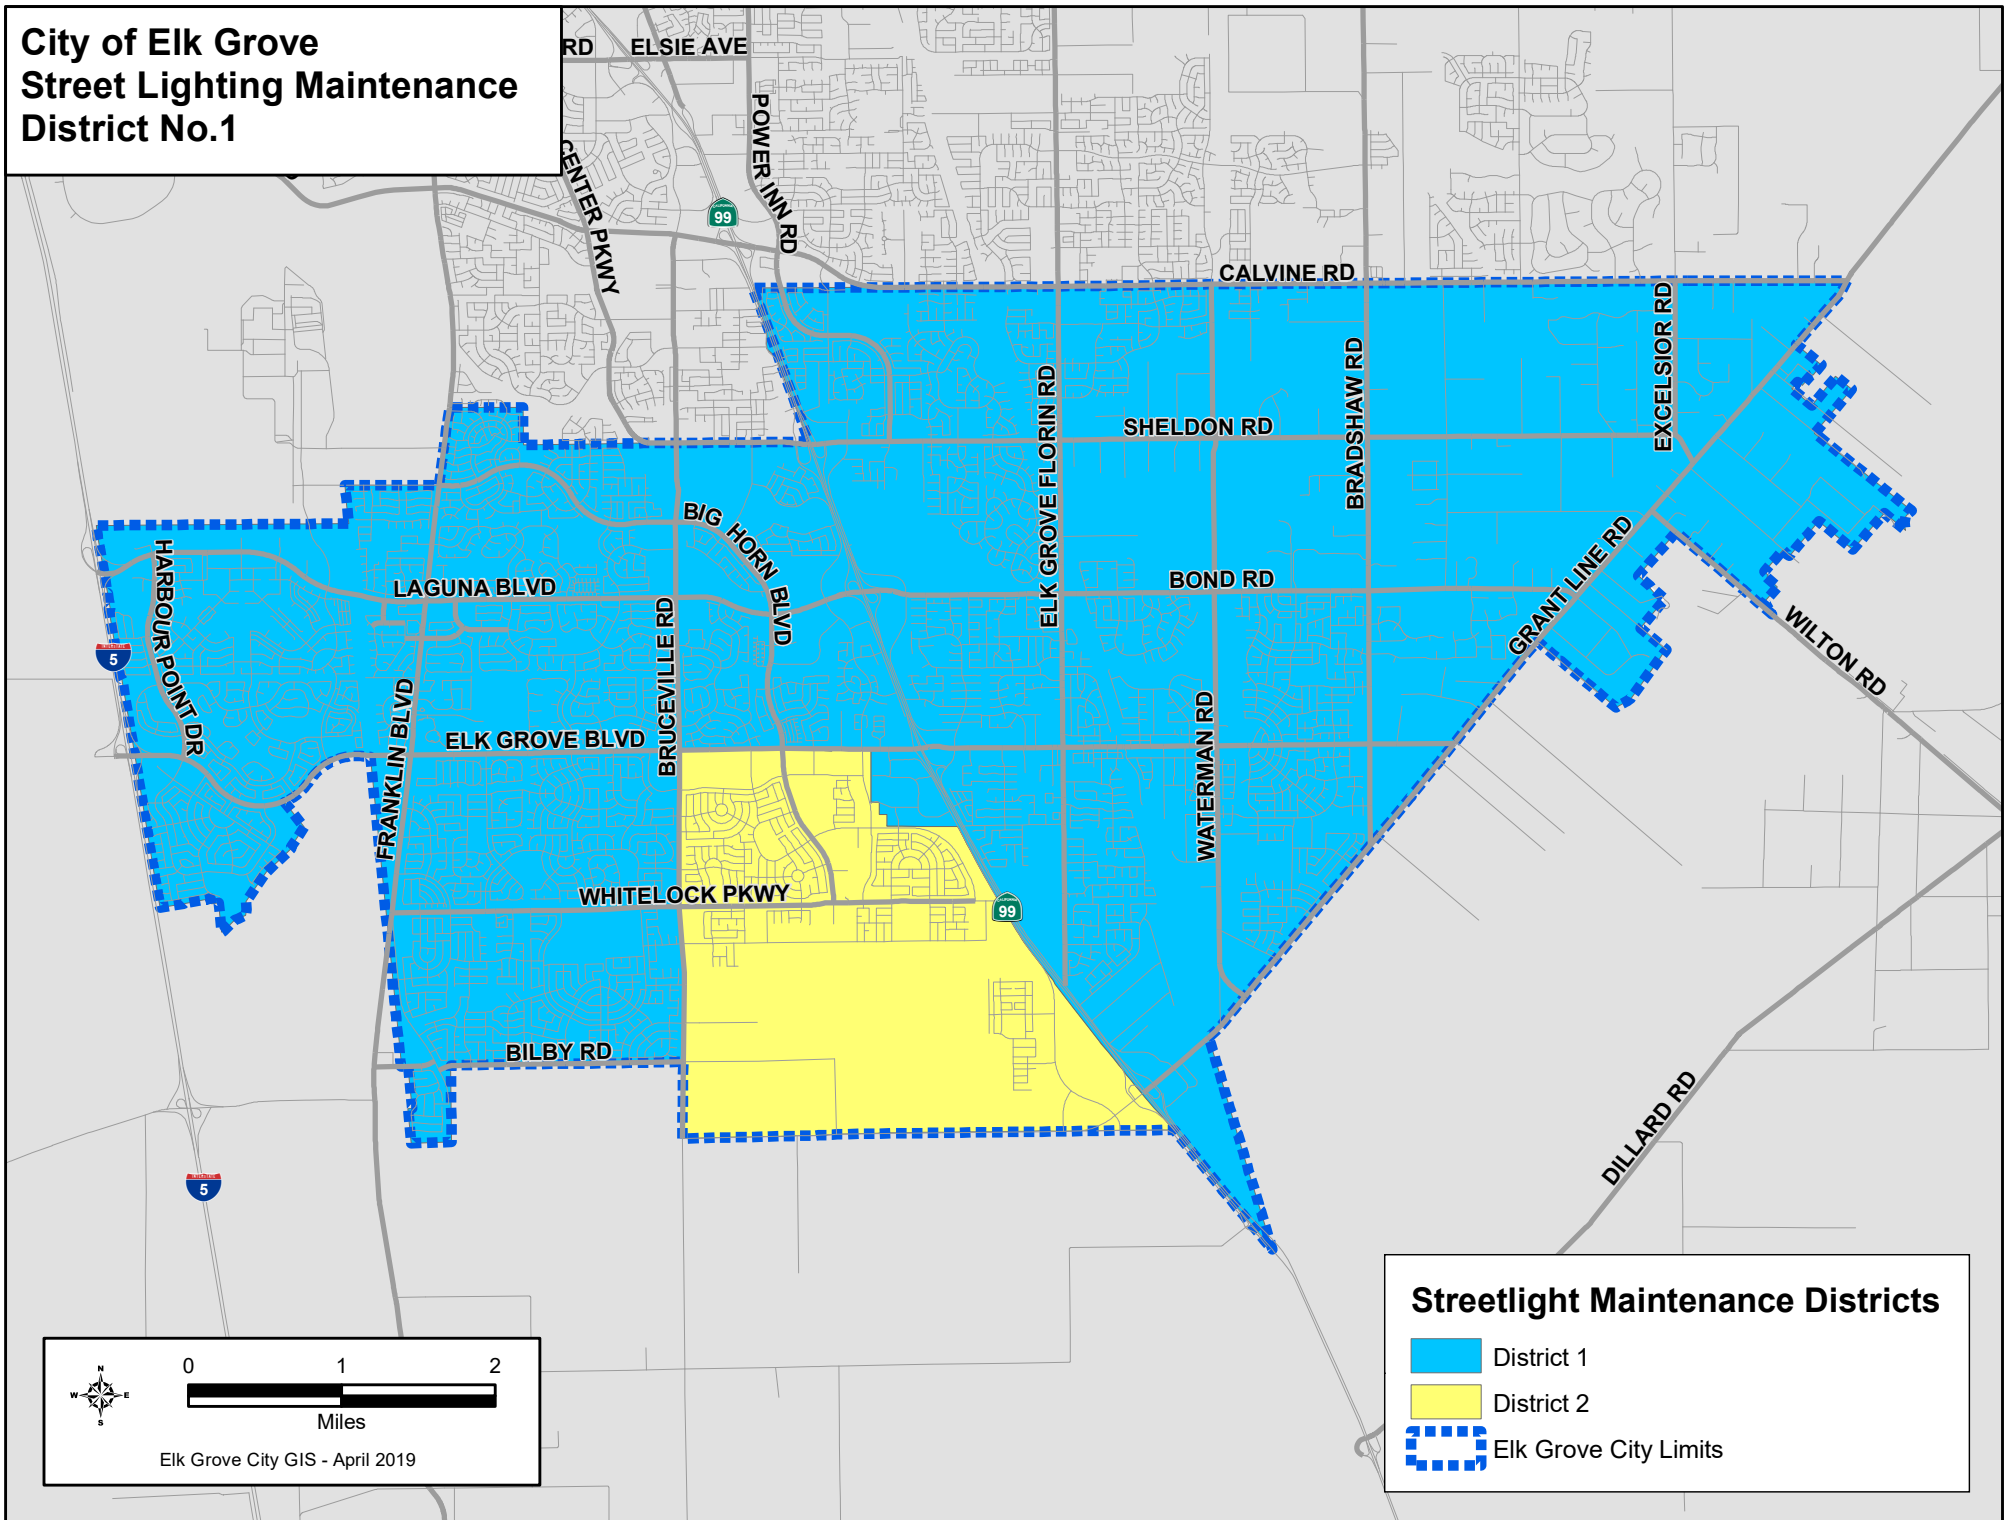 City of Elk Grove
Street Lighting Maintenance
District No.1
RD
ELSIE AVE
POWER INN RD
CENTER PKWY
CALIFORNIA
99
CALVINE RD
EXCELSIOR RD
BRADSHAW RD
ELK GROVE FLORIN RD
SHELDON RD
BIG HORN BLVD
HARBOUR POINT DR
LAGUNA BLVD
BOND RD
GRANT LINE RD
BRUCEVILLE RD
WILTON RD
INTERSTATE
5
FRANKLIN BLVD
ELK GROVE BLVD
WATERMAN RD
WHITELOCK PKWY
CALIFORNIA
99
BILBY RD
DILLARD RD
INTERSTATE
5
Streetlight Maintenance Districts
District 1
District 2
Elk Grove City Limits
N
W E
S
0 1 2
Miles
Elk Grove City GIS - April 2019